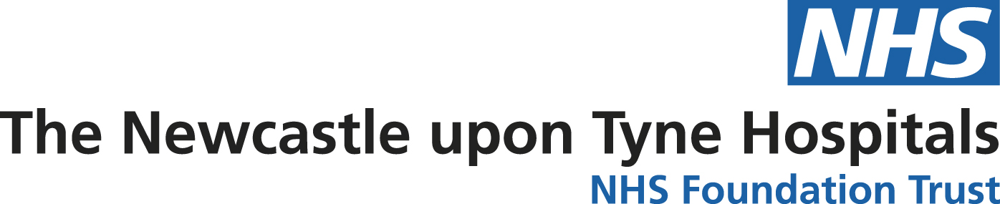 NHS
The Newcastle upon Tyne Hospitals
NHS Foundation Trust